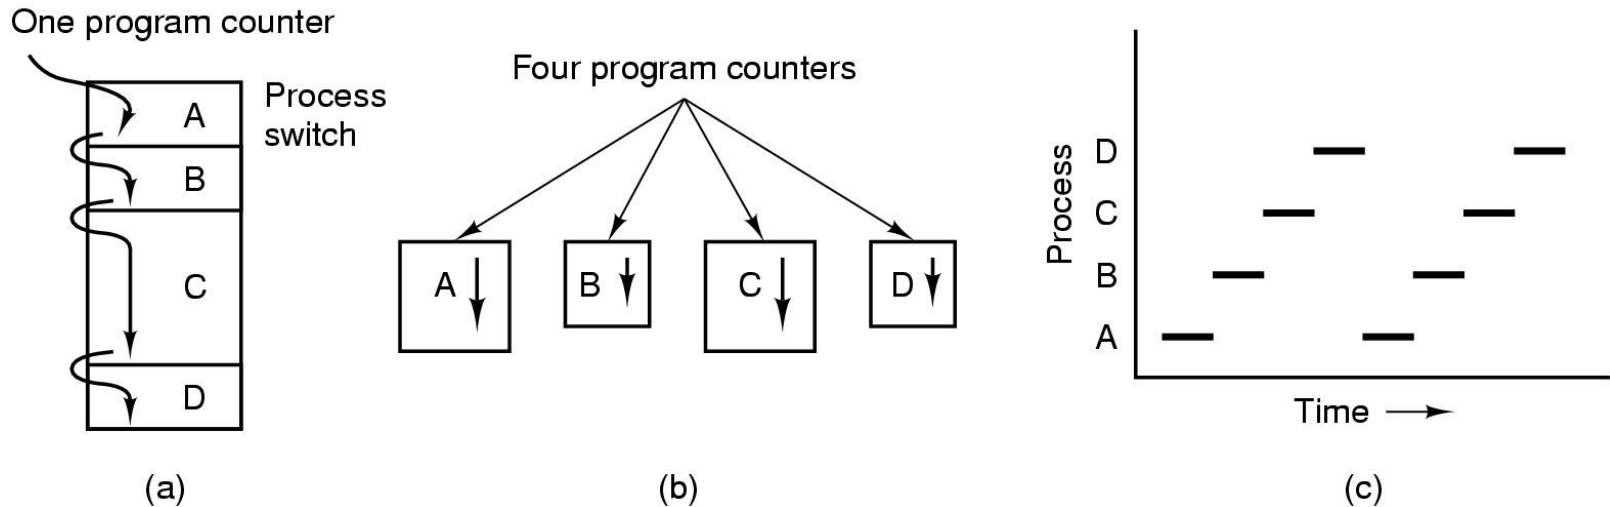 One program counter
Process
switch
A
B
C
D
(a)
Four program counters
A
B
C
D
(b)
Process
D
C
B
A
Time
(c)